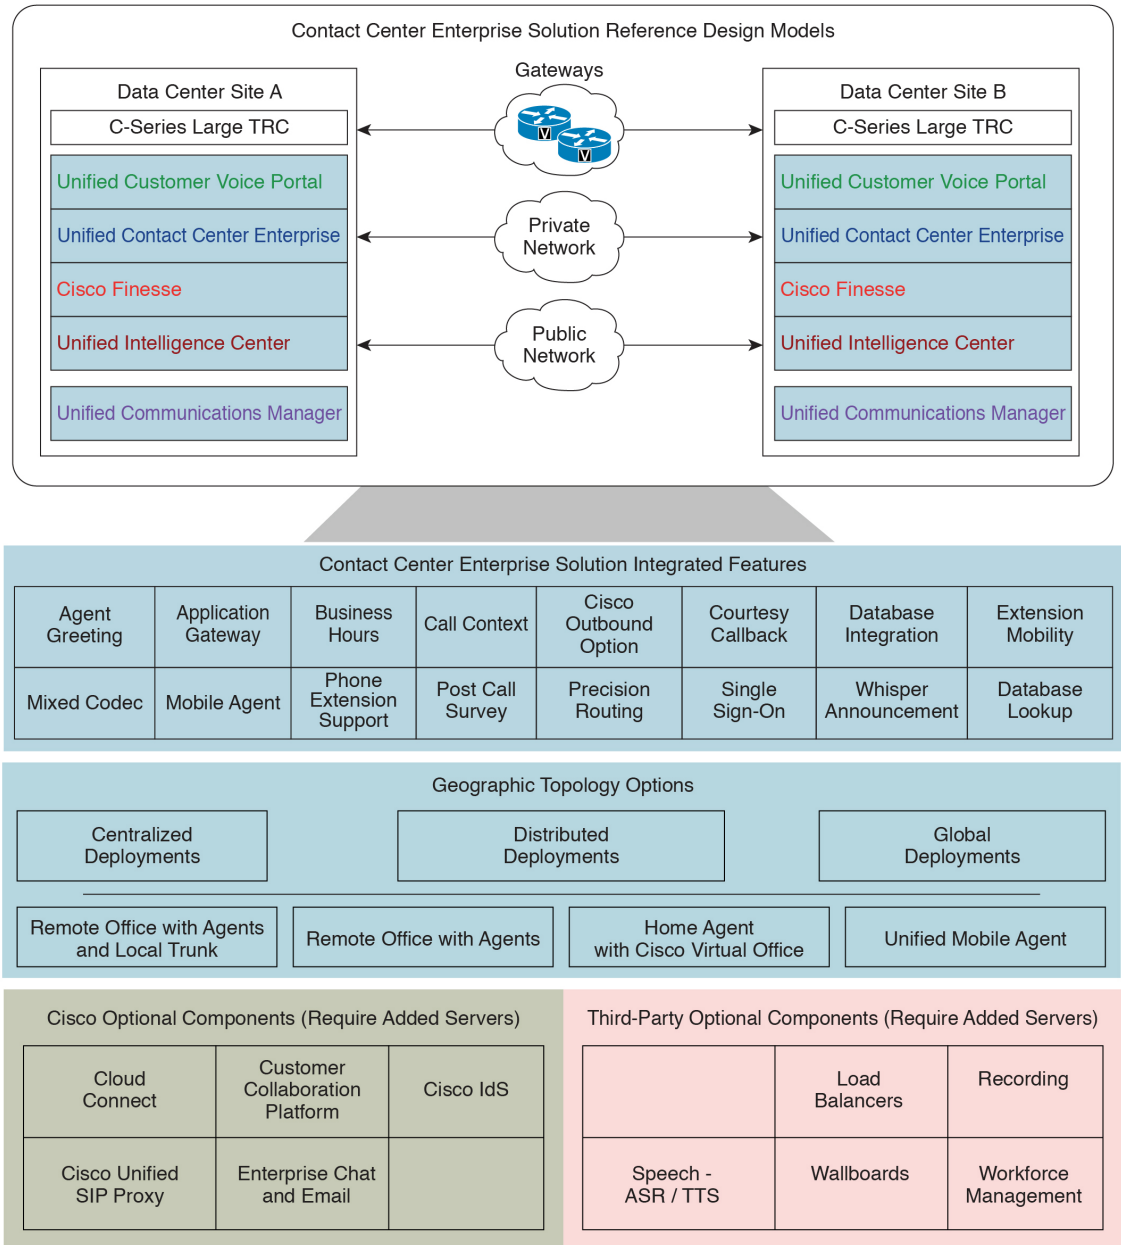 Contact Center Enterprise Solution Reference Design Models
Data Center Site A
C-Series Large TRC
Unified Customer Voice Portal
Unified Contact Center Enterprise
Cisco Finesse
Unified Intelligence Center
Unified Communications Manager
Gateways
V
V
Private
Network
Public
Network
Data Center Site B
C-Series Large TRC
Unified Customer Voice Portal
Unified Contact Center Enterprise
Cisco Finesse
Unified Intelligence Center
Unified Communications Manager
Contact Center Enterprise Solution Integrated Features
Agent
Greeting
Application
Gateway
Business
Hours
Call Context
Cisco
Outbound
Option
Courtesy
Callback
Database
Integration
Extension
Mobility
Mixed Codec
Mobile Agent
Phone
Extension
Support
Post Call
Survey
Precision
Routing
Single
Sign-On
Whisper
Announcement
Database
Lookup
Geographic Topology Options
Centralized
Deployments
Distributed
Deployments
Global
Deployments
Remote Office with Agents
and Local Trunk
Remote Office with Agents
Home Agent
with Cisco Virtual Office
Unified Mobile Agent
Cisco Optional Components (Require Added Servers)
Cloud
Connect
Customer
Collaboration
Platform
Cisco IdS
Cisco Unified
SIP Proxy
Enterprise Chat
and Email
Third-Party Optional Components (Require Added Servers)
Load
Balancers
Recording
Speech -
ASR / TTS
Wallboards
Workforce
Management